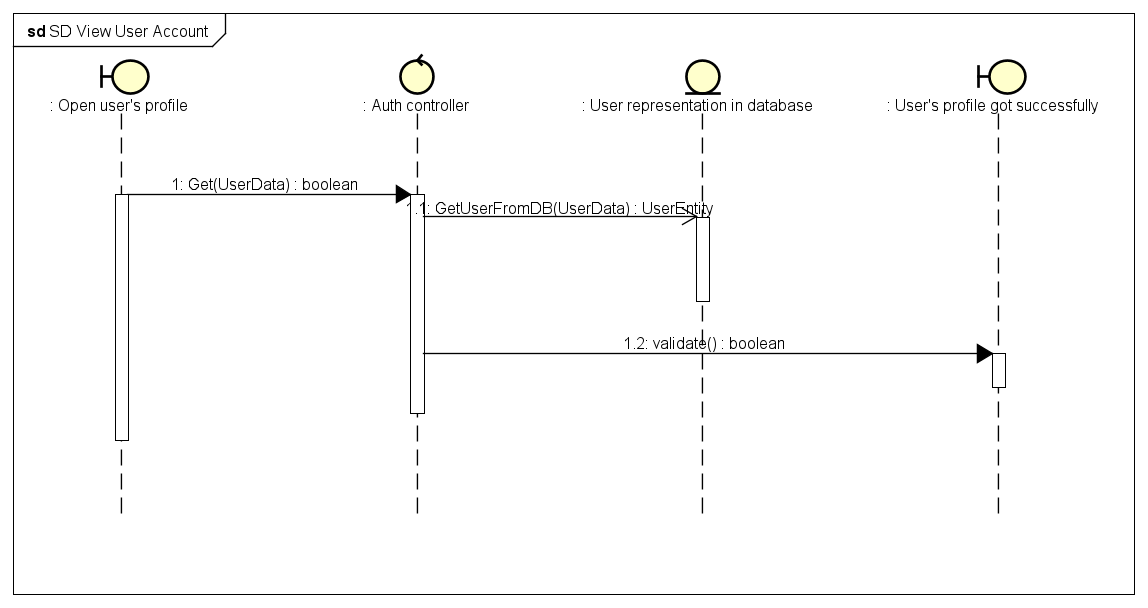 sd SD View User Account
: Open user's profile
: Auth controller
: User representation in database
: User's profile got successfully
1: Get(UserData) : boolean
1.1: GetUserFromDB(UserData) : UserEntity
1.2: validate() : boolean